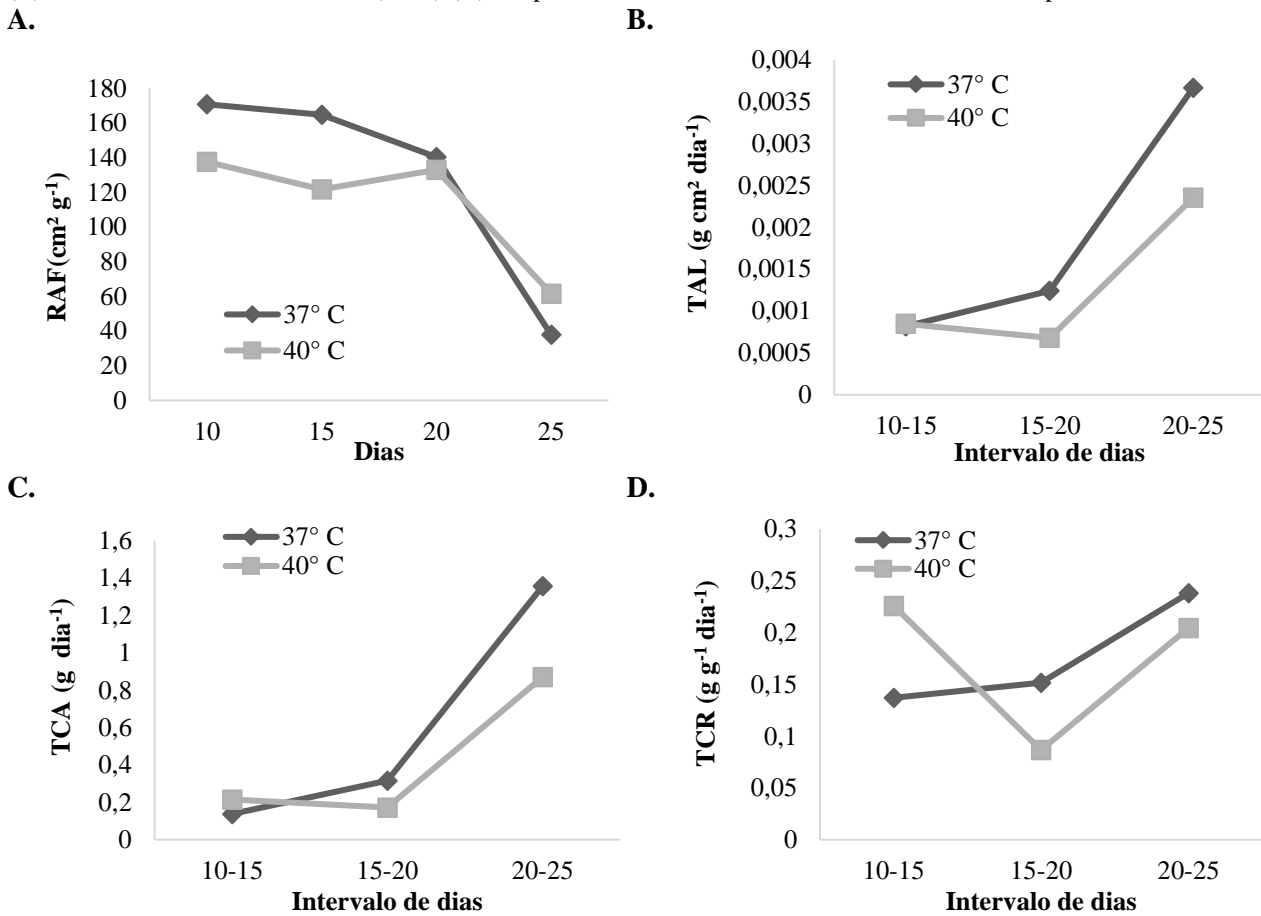 A.
180
160
140
120
100
80
60
40
20
0
RAF(cm² g⁻¹)
37° C
40° C
10 15 20 25
Dias
B.
0,004
0,0035
0,003
0,0025
0,002
0,0015
0,001
0,0005
0
TAL (g cm² dia⁻¹)
37° C
40° C
10-15 15-20 20-25
Intervalo de dias
C.
1,6
1,4
1,2
1
0,8
0,6
0,4
0,2
0
TCA (g dia⁻¹)
37° C
40° C
10-15 15-20 20-25
Intervalo de dias
D.
0,3
0,25
0,2
0,15
0,1
0,05
0
TCR (g g⁻¹ dia⁻¹)
37° C
40° C
10-15 15-20 20-25
Intervalo de dias